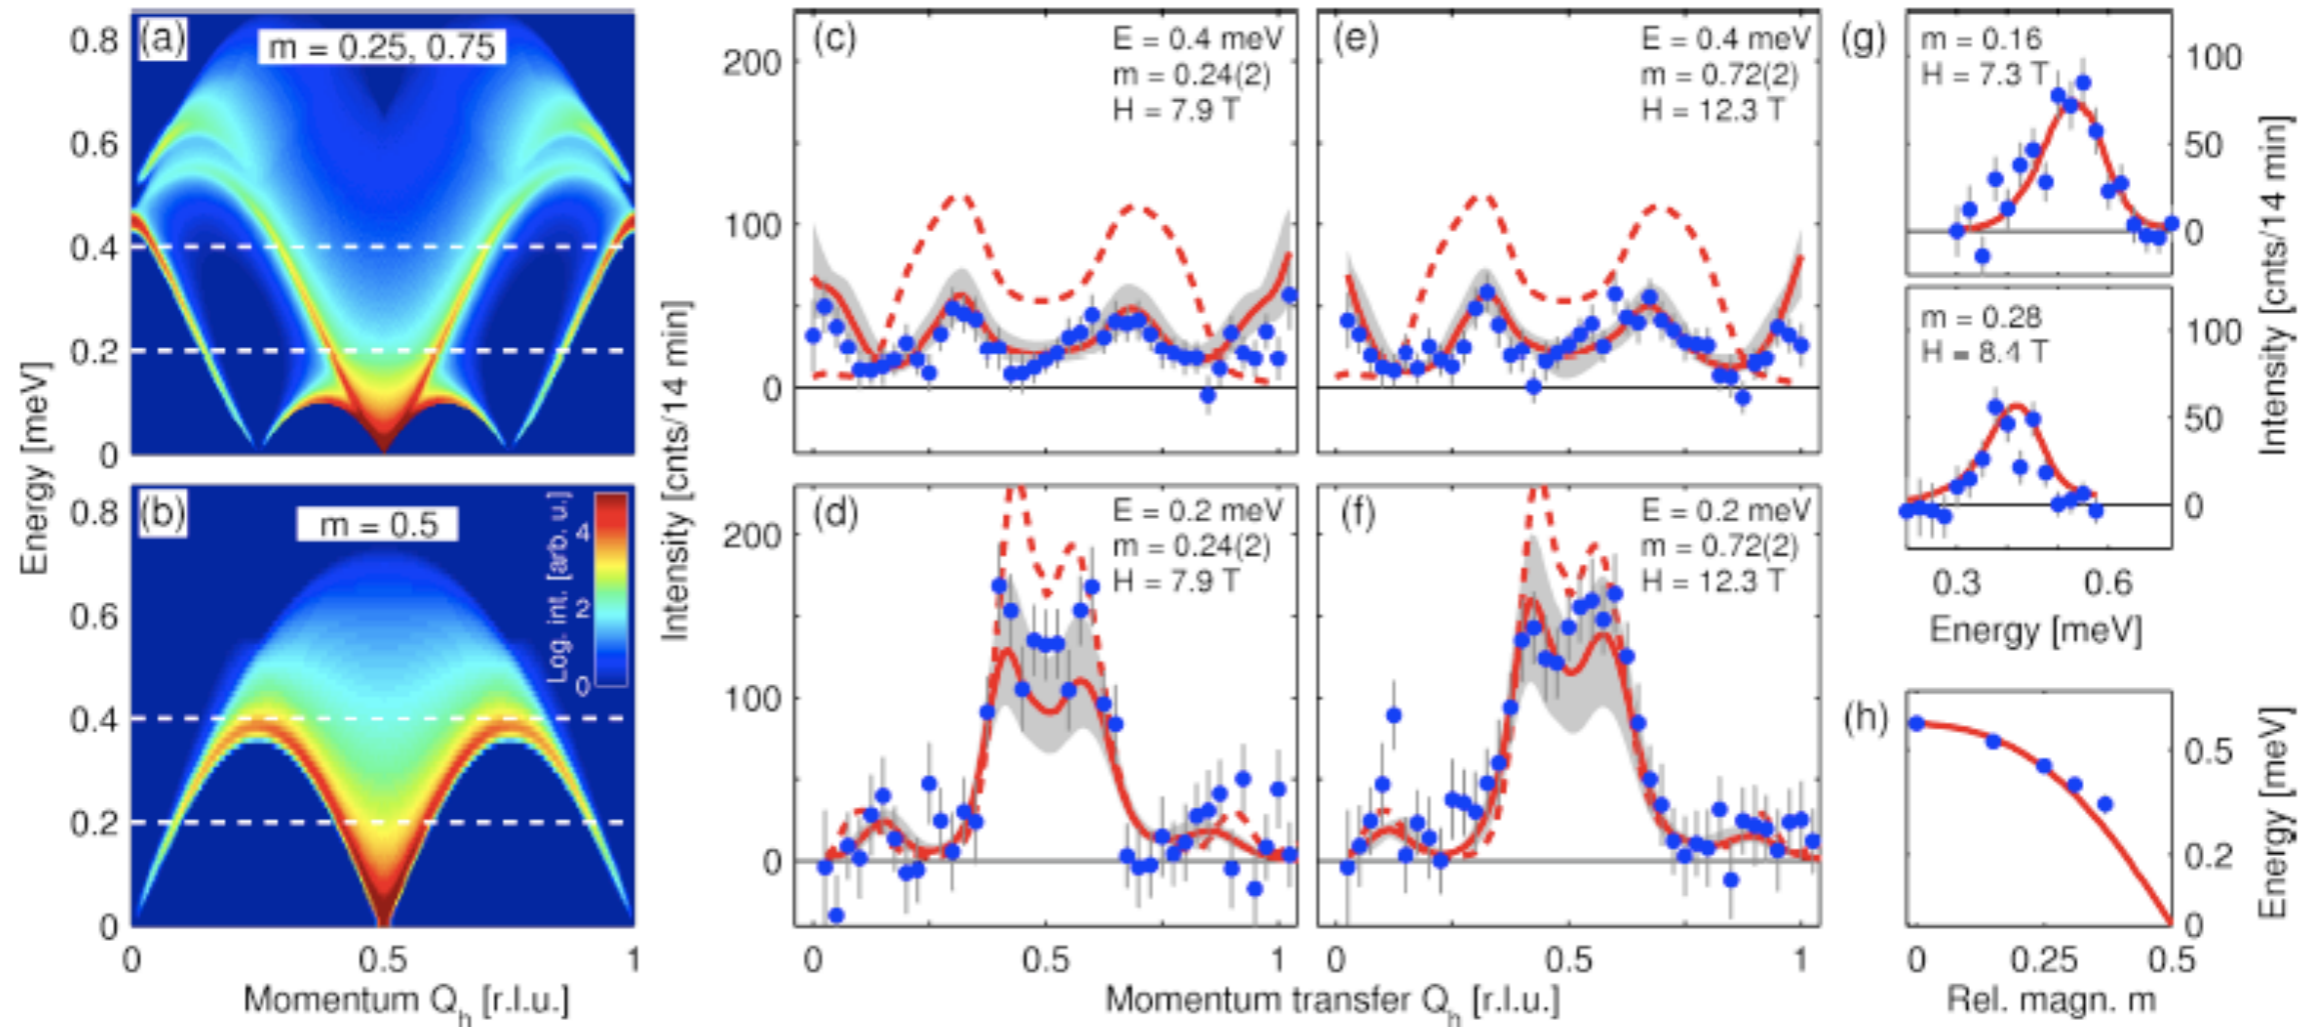 (a)
m = 0.25, 0.75
0.8
0.6
0.4
0.2
0
Energy [meV]
(b)
m = 0.5
Log. int. [arb. u.]
4
2
0
0.8
0.6
0.4
0.2
0
0
0.5
1
Momentum Qh [r.l.u.]
Intensity [cnts/14 min]
(c)
E = 0.4 meV
m = 0.24(2)
H = 7.9 T
200
100
0
(d)
E = 0.2 meV
m = 0.24(2)
H = 7.9 T
200
100
0
0
0.5
1
(e)
E = 0.4 meV
m = 0.72(2)
H = 12.3 T
(f)
E = 0.2 meV
m = 0.72(2)
H = 12.3 T
0
0.5
1
Momentum transfer Qh [r.l.u.]
(g)
m = 0.16
H = 7.3 T
100
50
0
m = 0.28
H = 8.4 T
100
50
0
Intensity [cnts/14 min]
0.3
0.6
Energy [meV]
(h)
0.5
0.2
0
Energy [meV]
0
0.25
0.5
Rel. magn. m